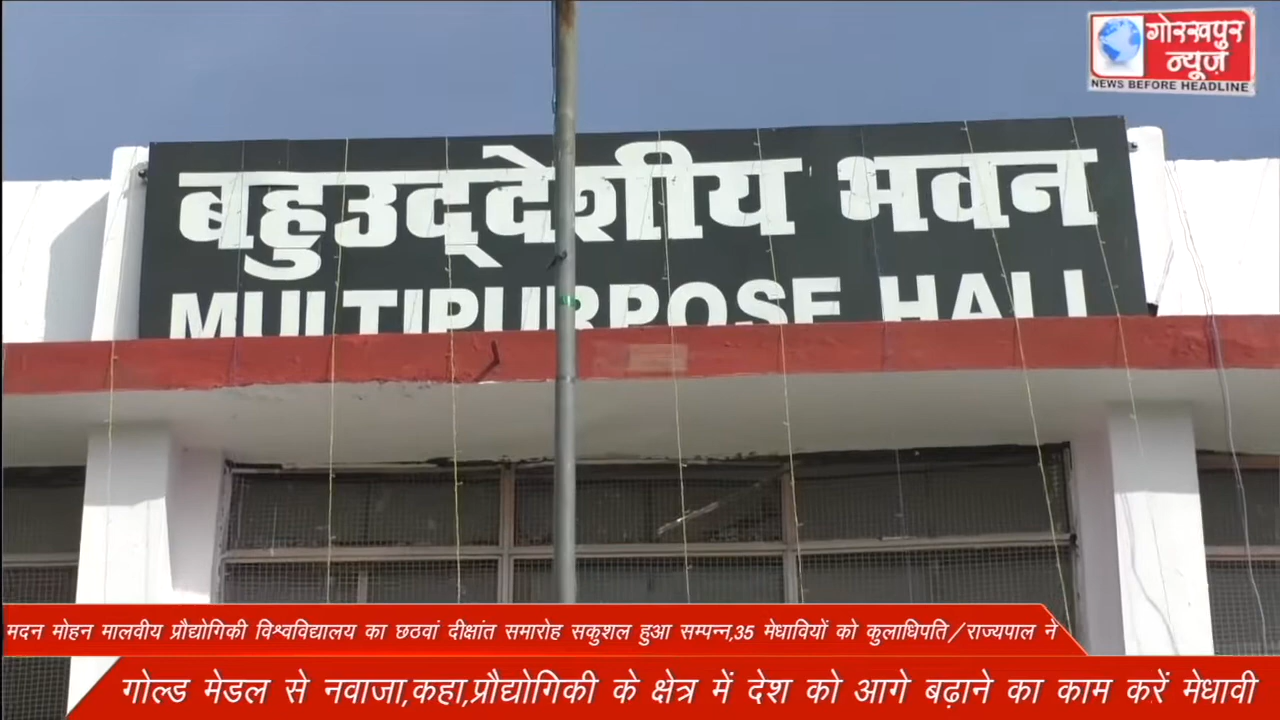 गोरखपुर
न्यूज़
NEWS BEFORE HEADLINE
बहुउद्देशीय भवन
MULTIPURPOSE HALL
मदन मोहन मालवीय प्रौद्योगिकी विश्वविद्यालय का छठवां दीक्षांत समारोह सकुशल हुआ सम्पन्न,35 मेधावियों को कुलाधिपति/राज्यपाल ने
गोल्ड मेडल से नवाजा,कहा,प्रौद्योगिकी के क्षेत्र में देश को आगे बढ़ाने का काम करें मेधावी